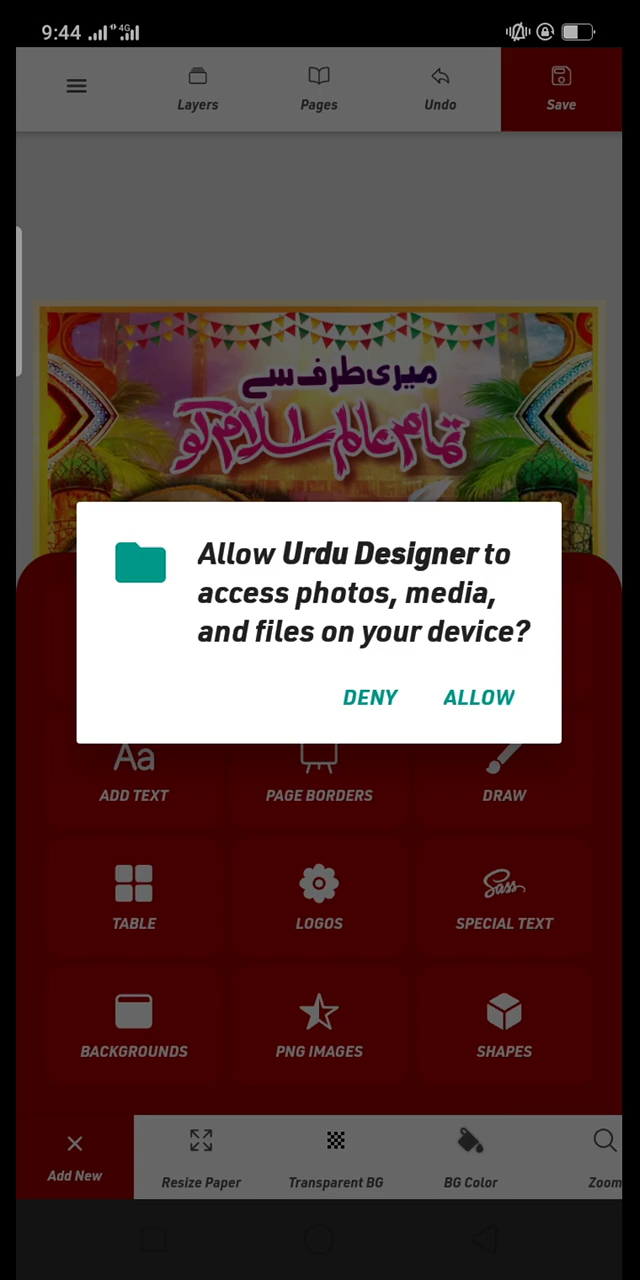 9:44
4G
Layers
Pages
Undo
Save
میری طرف سے
تمام عالم اسلام کو
Allow Urdu Designer to
access photos, media,
and files on your device?
DENY
ALLOW
ADD TEXT
PAGE BORDERS
DRAW
TABLE
LOGOS
SPECIAL TEXT
BACKGROUNDS
PNG IMAGES
SHAPES
Add New
Resize Paper
Transparent BG
BG Color
Zoom